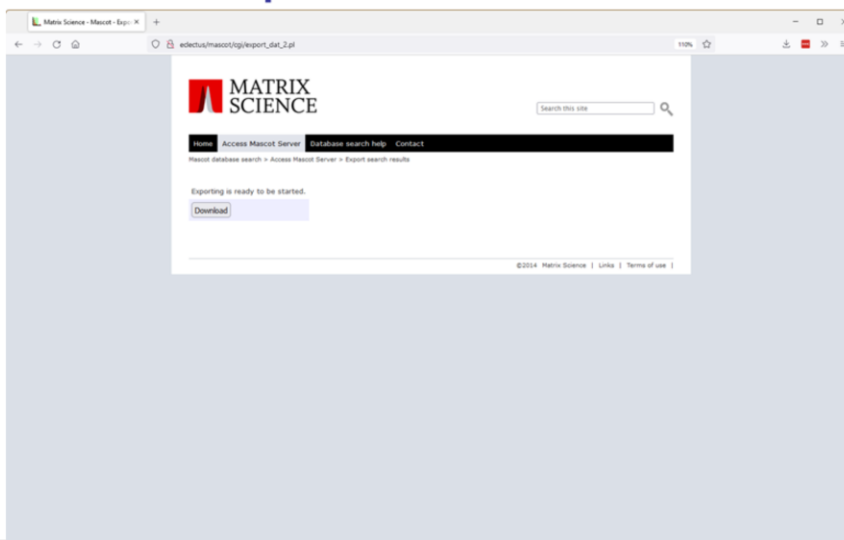 Matrix Science - Mascot - Expo
eclectus/mascot/cgi/export_dat_2.pl
110%
MATRIX
SCIENCE
Search this site
Home Access Mascot Server Database search help Contact
Mascot database search > Access Mascot Server > Export search results
Exporting is ready to be started.
Download
©2014 Matrix Science | Links | Terms of use |